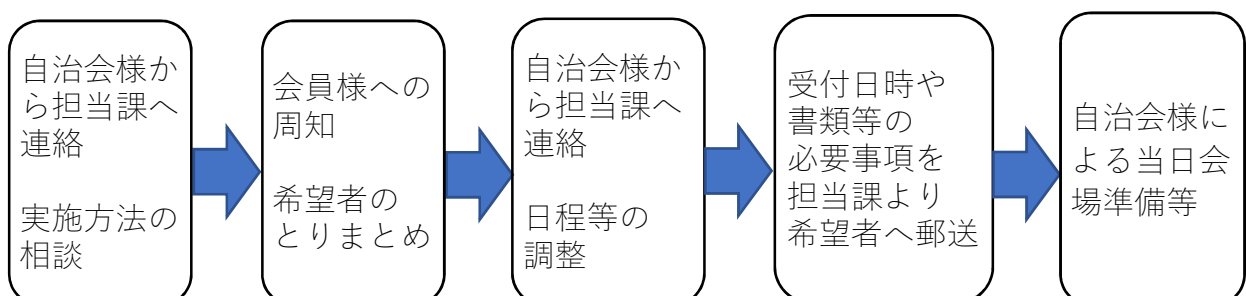 自治会様か
ら担当課へ
連絡
実施方法の
相談
会員様への
周知
希望者の
とりまとめ
自治会様か
ら担当課へ
連絡
日程等の
調整
受付日時や
書類等の
必要事項を
担当課より
希望者へ郵送
自治会様に
よる当日会
場準備等